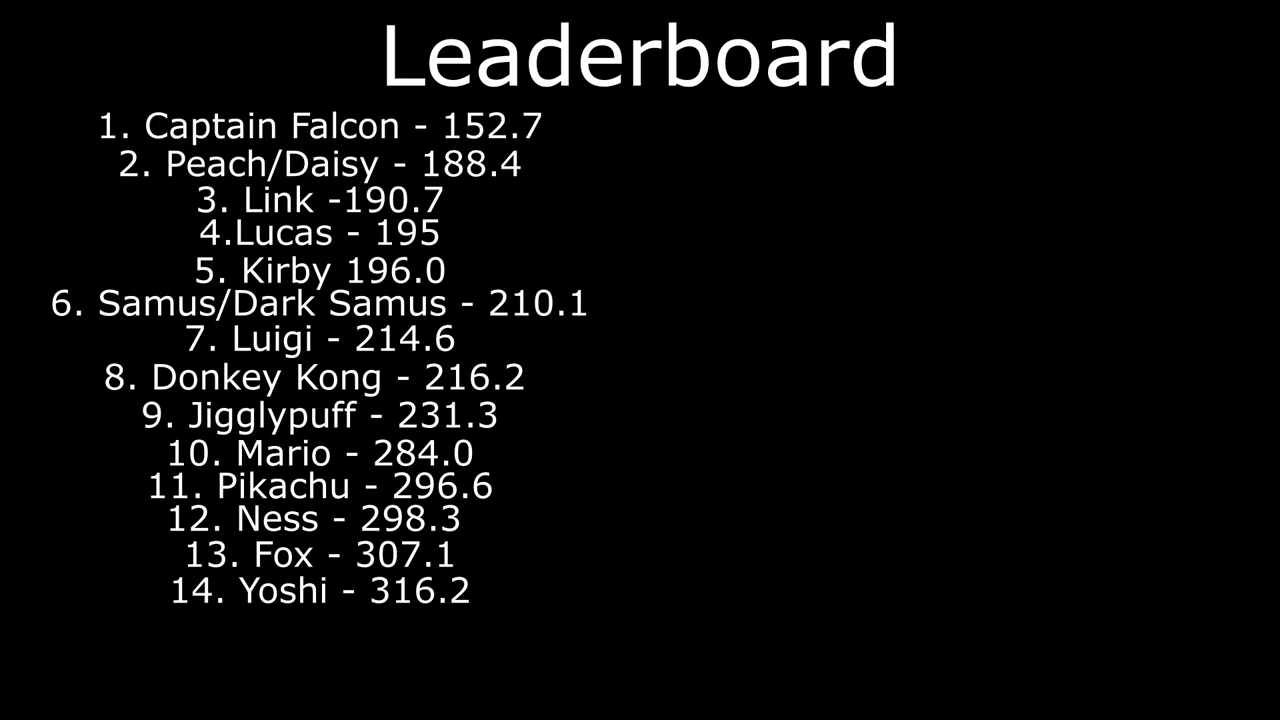 Leaderboard
1. Captain Falcon - 152.7
2. Peach/Daisy - 188.4
3. Link -190.7
4.Lucas - 195
5. Kirby 196.0
6. Samus/Dark Samus - 210.1
7. Luigi - 214.6
8. Donkey Kong - 216.2
9. Jigglypuff - 231.3
10. Mario - 284.0
11. Pikachu - 296.6
12. Ness - 298.3
13. Fox - 307.1
14. Yoshi - 316.2